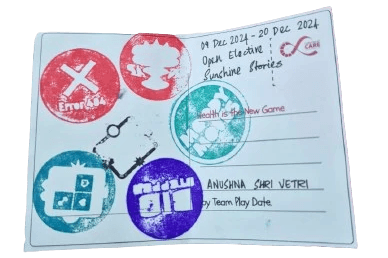 09 Dec 2024 - 20 Dec 2024
Open Elective
Sunshine Stories
CARE
Error 404
ealth is the New Game
ANUSHNA SHRI VETRI
by Team Play Date